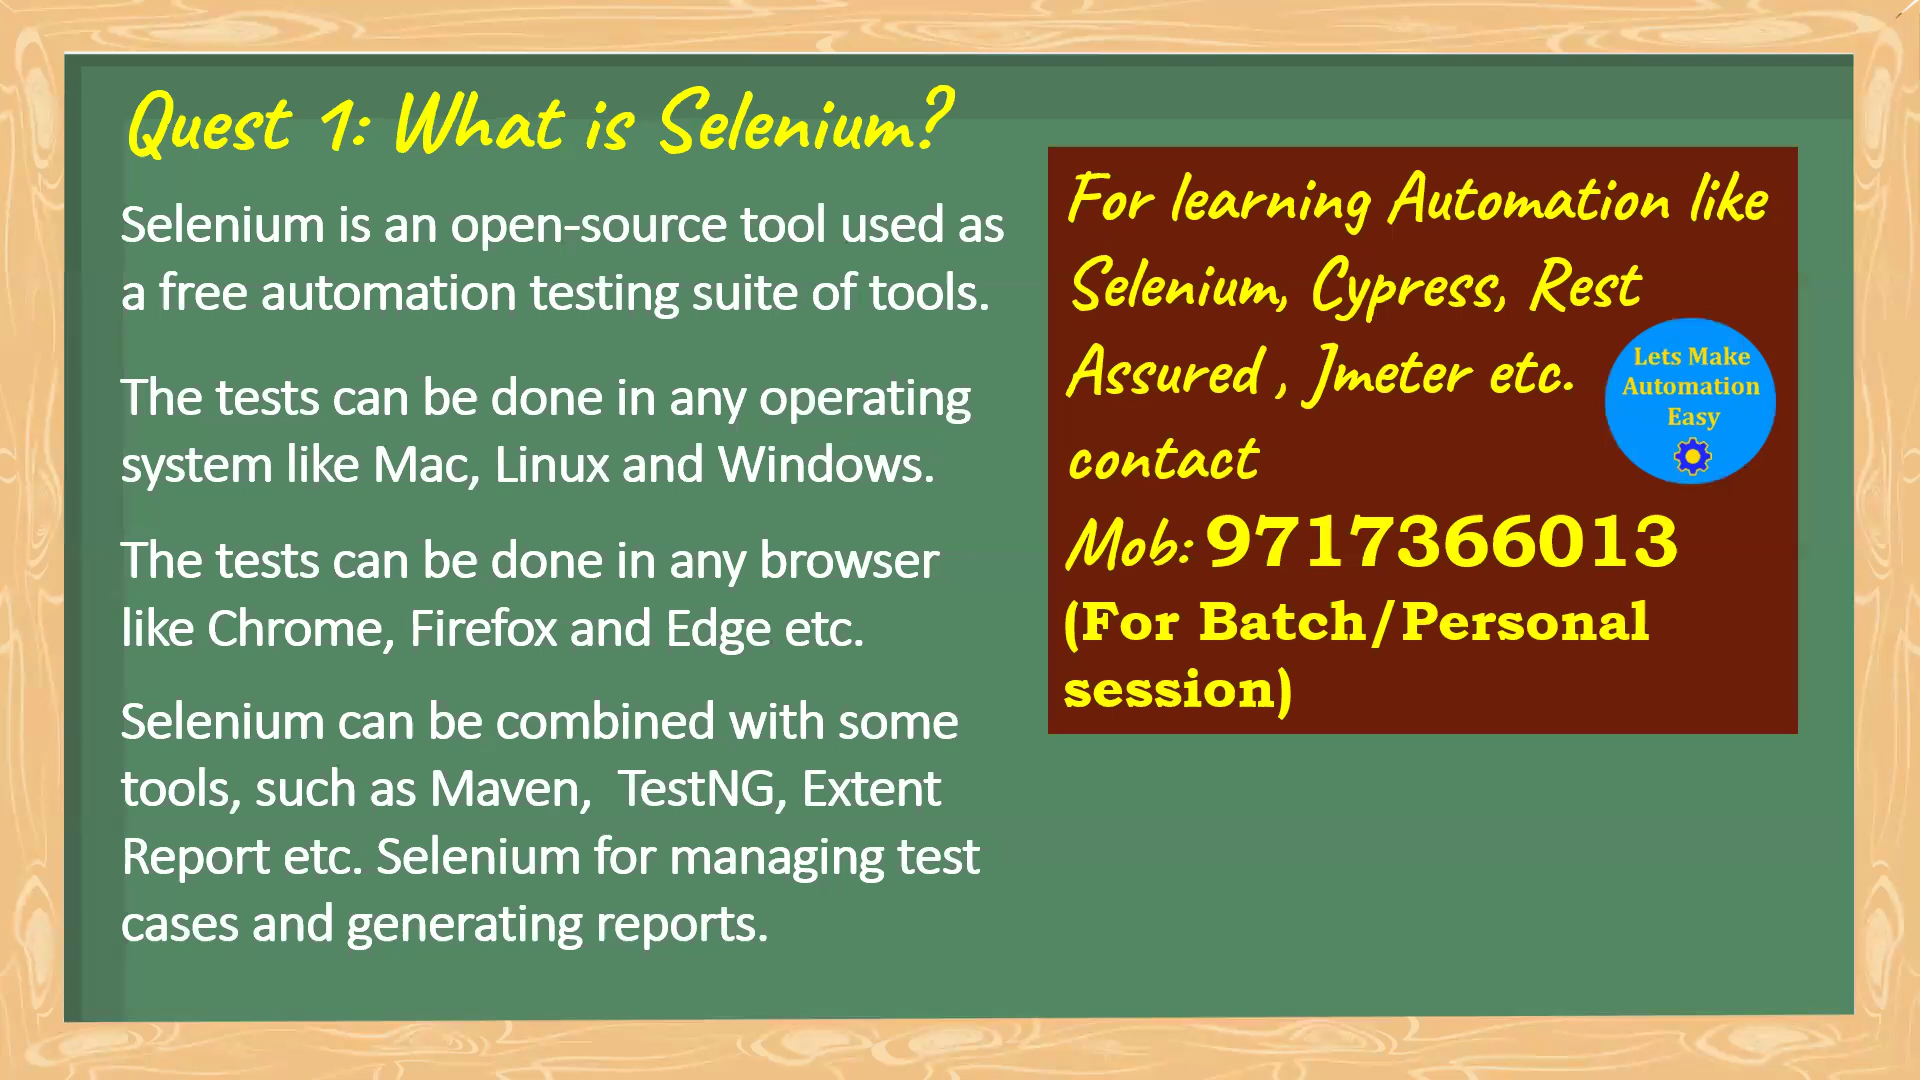 Quest 1: What is Selenium?
Selenium is an open-source tool used as
a free automation testing suite of tools.
The tests can be done in any operating
system like Mac, Linux and Windows.
The tests can be done in any browser
like Chrome, Firefox and Edge etc.
Selenium can be combined with some
tools, such as Maven,  TestNG, Extent
Report etc. Selenium for managing test
cases and generating reports.
For learning Automation like
Selenium, Cypress, Rest
Assured , Jmeter etc.
contact
Mob: 9717366013
(For Batch/Personal
session)
Lets Make
Automation
Easy